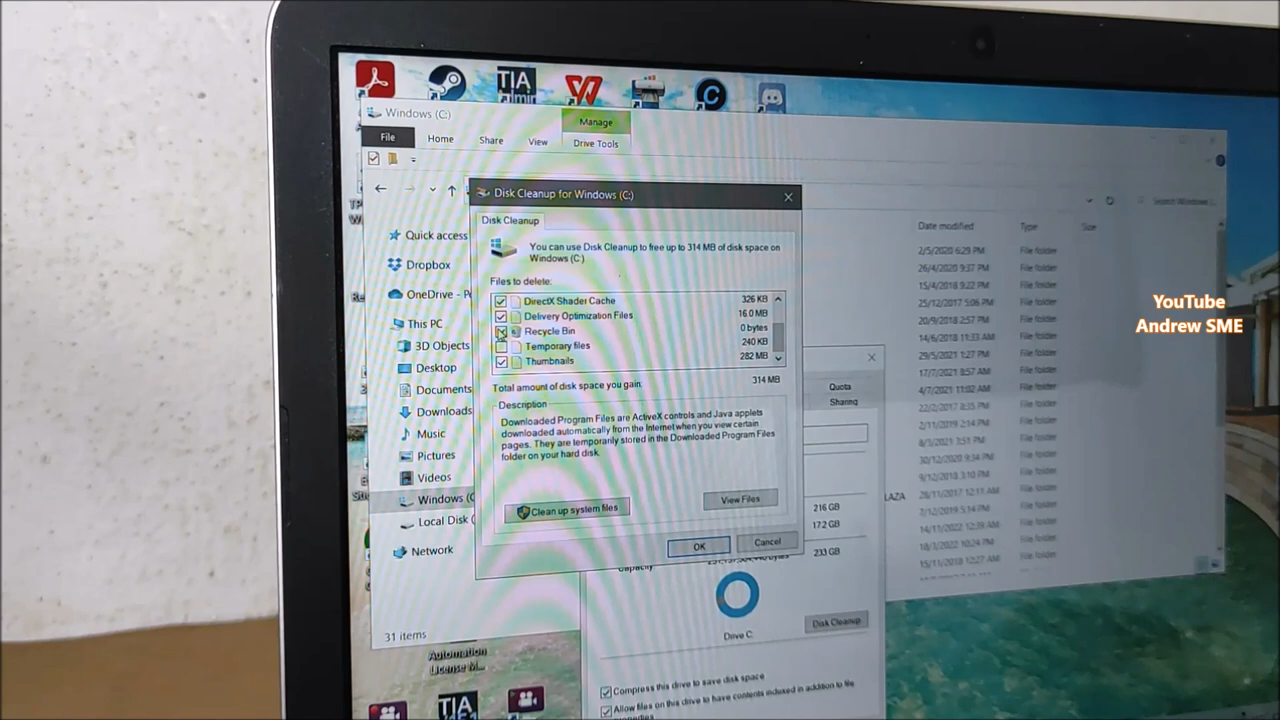 TIA
Admin
Windows (C:)
Manage
File
Home
Share
View
Drive Tools
Disk Cleanup for Windows (C:)
Disk Cleanup
You can use Disk Cleanup to free up to 314 MB of disk space on
Windows (C:)
Files to delete:
DirectX Shader Cache 326 KB
Delivery Optimization Files 16.0 MB
Recycle Bin 0 bytes
Temporary files 240 KB
Thumbnails 282 MB
Total amount of disk space you gain: 314 MB
Description
Downloaded Program Files are ActiveX controls and Java applets
downloaded automatically from the Internet when you view certain
pages. They are temporarily stored in the Downloaded Program Files
folder on your hard disk.
View Files
Clean up system files
OK
Cancel
Quick access
Dropbox
OneDrive - Pe
This PC
3D Objects
Desktop
Documents
Downloads
Music
Pictures
Videos
Windows (C
Local Disk (
Network
31 items
Search Windows
Date modified
Type
Size
2/5/2020 6:29 PM File folder
26/4/2020 9:37 PM File folder
15/4/2018 9:22 PM File folder
25/12/2017 5:06 PM File folder
20/9/2018 2:57 PM File folder
14/6/2018 11:33 AM File folder
29/5/2021 1:27 PM File folder
17/7/2021 8:57 AM File folder
4/7/2021 11:02 AM File folder
22/2/2017 8:35 PM File folder
2/11/2019 2:14 PM File folder
8/3/2021 3:51 PM File folder
30/12/2020 9:34 PM File folder
9/12/2018 3:10 PM File folder
LAZA 28/11/2017 12:11 AM File folder
7/12/2019 5:14 PM File folder
14/11/2022 12:39 AM File folder
18/3/2022 10:24 PM File folder
15/11/2018 12:27 AM File folder
Quota
Sharing
216 GB
17.2 GB
Capacity
233 GB
Drive C:
Disk Cleanup
Compress this drive to save disk space
Allow files on this drive to have contents indexed in addition to file
properties
Automation
License M...
TIA
YouTube
Andrew SME